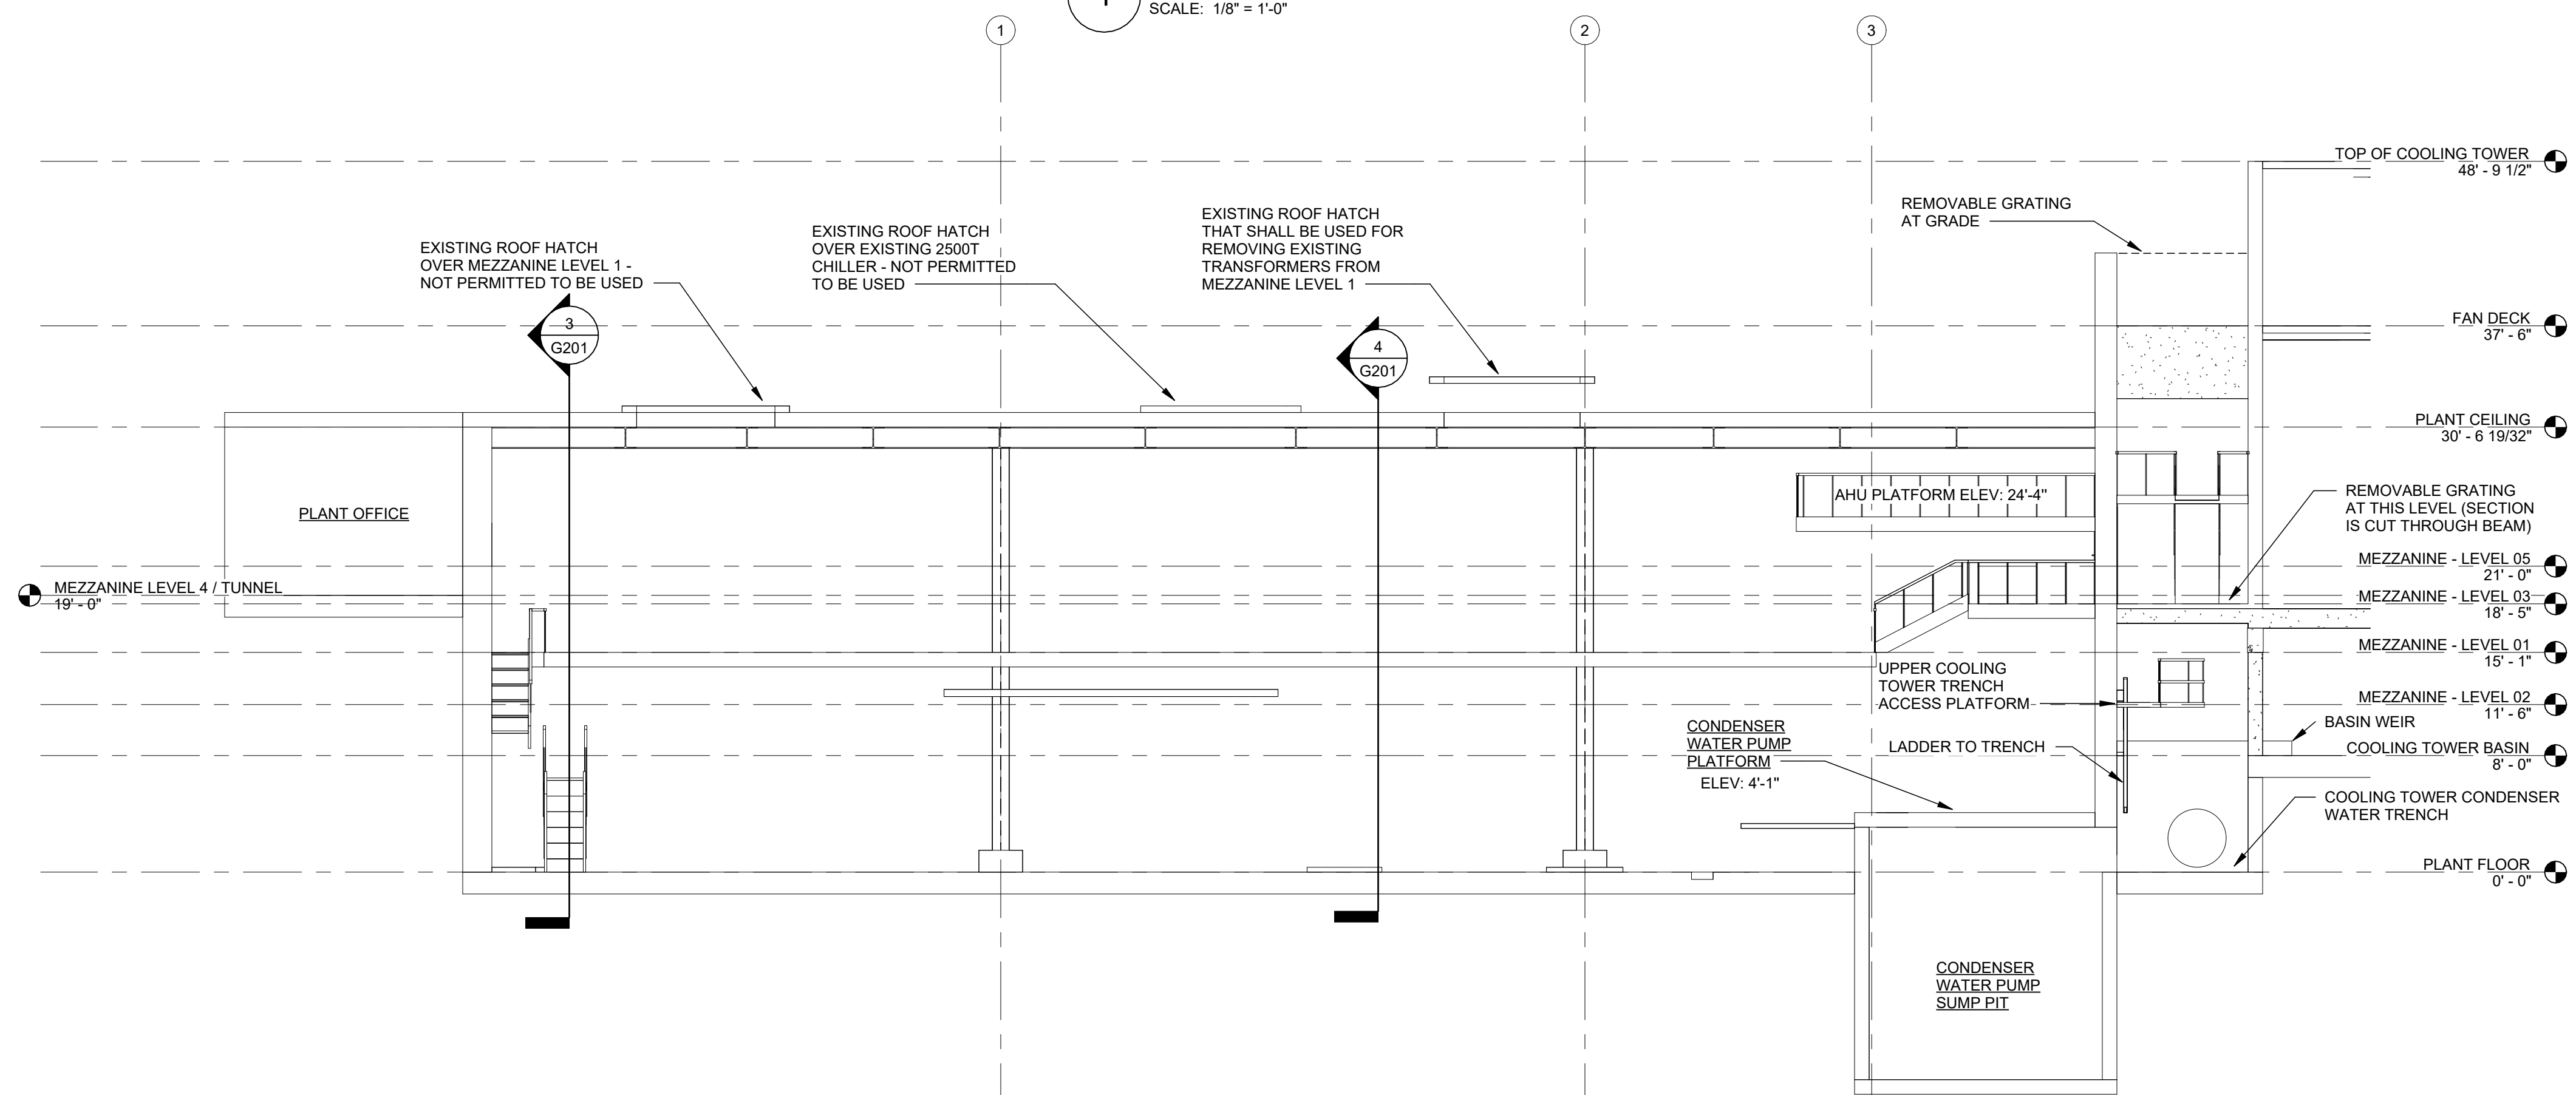 SCALE: 1/8" = 1'-0"
1
2
3
TOP OF COOLING TOWER
48' - 9 1/2"
REMOVABLE GRATING
AT GRADE
EXISTING ROOF HATCH
THAT SHALL BE USED FOR
REMOVING EXISTING
TRANSFORMERS FROM
MEZZANINE LEVEL 1
EXISTING ROOF HATCH
OVER EXISTING 2500T
CHILLER - NOT PERMITTED
TO BE USED
EXISTING ROOF HATCH
OVER MEZZANINE LEVEL 1 -
NOT PERMITTED TO BE USED
3
G201
4
G201
FAN DECK
37' - 6"
PLANT CEILING
30' - 6 19/32"
PLANT OFFICE
AHU PLATFORM ELEV: 24'-4"
REMOVABLE GRATING
AT THIS LEVEL (SECTION
IS CUT THROUGH BEAM)
MEZZANINE - LEVEL 05
21' - 0"
MEZZANINE LEVEL 4 / TUNNEL
19' - 0"
MEZZANINE - LEVEL 03
18' - 5"
MEZZANINE - LEVEL 01
15' - 1"
UPPER COOLING
TOWER TRENCH
ACCESS PLATFORM
MEZZANINE - LEVEL 02
11' - 6"
BASIN WEIR
CONDENSER
WATER PUMP
PLATFORM
ELEV: 4'-1"
LADDER TO TRENCH
COOLING TOWER BASIN
8' - 0"
COOLING TOWER CONDENSER
WATER TRENCH
PLANT FLOOR
0' - 0"
CONDENSER
WATER PUMP
SUMP PIT